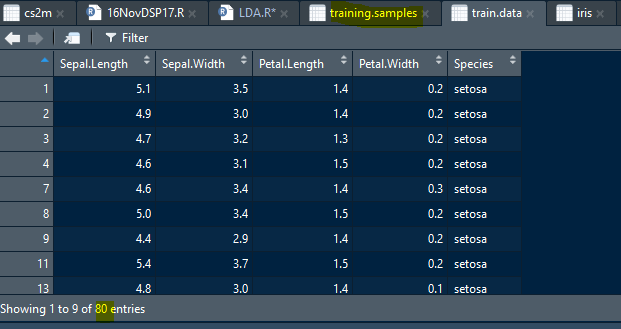 cs2m 16NovDSP17.R LDA.R* training.samples train.data iris
Filter
Sepal.Length Sepal.Width Petal.Length Petal.Width Species
1 5.1 3.5 1.4 0.2 setosa
2 4.9 3.0 1.4 0.2 setosa
3 4.7 3.2 1.3 0.2 setosa
4 4.6 3.1 1.5 0.2 setosa
7 4.6 3.4 1.4 0.3 setosa
8 5.0 3.4 1.5 0.2 setosa
9 4.4 2.9 1.4 0.2 setosa
11 5.4 3.7 1.5 0.2 setosa
13 4.8 3.0 1.4 0.1 setosa
Showing 1 to 9 of 80 entries